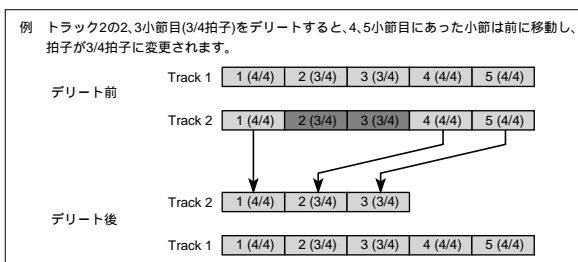 例 トラック2の2、3小節目(3/4拍子)をデリートすると、4、5小節目にあった小節は前に移動し、
拍子が3/4拍子に変更されます。
デリート前
Track 1 1 (4/4) 2 (3/4) 3 (3/4) 4 (4/4) 5 (4/4)
Track 2 1 (4/4) 2 (3/4) 3 (3/4) 4 (4/4) 5 (4/4)
デリート後
Track 2 1 (4/4) 2 (3/4) 3 (3/4)
Track 1 1 (4/4) 2 (3/4) 3 (3/4) 4 (4/4) 5 (4/4)